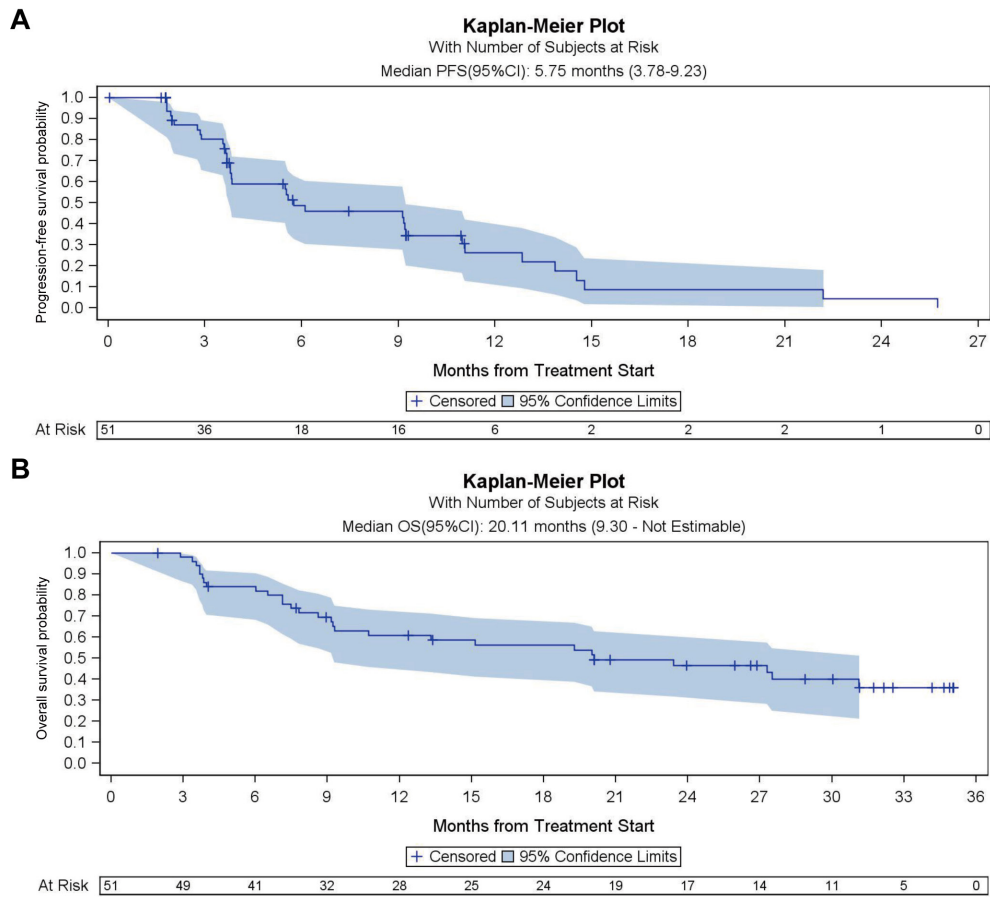 A
Kaplan-Meier Plot
With Number of Subjects at Risk
Median PFS(95%CI): 5.75 months (3.78-9.23)
Progression-free survival probability
1.0
0.9
0.8
0.7
0.6
0.5
0.4
0.3
0.2
0.1
0.0
0 3 6 9 12 15 18 21 24 27
Months from Treatment Start
+ Censored 95% Confidence Limits
At Risk 51 36 18 16 6 2 2 2 1 0
B
Kaplan-Meier Plot
With Number of Subjects at Risk
Median OS(95%CI): 20.11 months (9.30 - Not Estimable)
Overall survival probability
1.0
0.9
0.8
0.7
0.6
0.5
0.4
0.3
0.2
0.1
0.0
0 3 6 9 12 15 18 21 24 27 30 33 36
Months from Treatment Start
+ Censored 95% Confidence Limits
At Risk 51 49 41 32 28 25 24 19 17 14 11 5 0